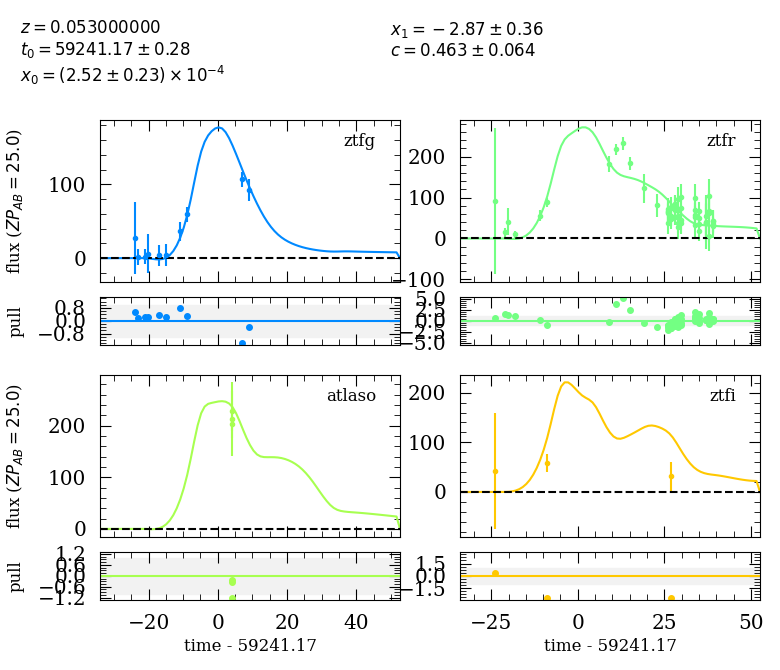 z = 0.053000000
t₀ = 59241.17 ± 0.28
x₀ = (2.52 ± 0.23) × 10⁻⁴
x₁ = −2.87 ± 0.36
c = 0.463 ± 0.064
flux (ZP_AB = 25.0)
100
0
ztfg
200
100
0
−100
ztfr
pull
0.8
0.0
−0.8
5.0
2.5
0.0
−2.5
−5.0
flux (ZP_AB = 25.0)
200
100
0
atlaso
200
100
0
ztfi
pull
1.2
0.6
0.0
−0.6
−1.2
1.5
0.0
−1.5
−20 0 20 40
time - 59241.17
−25 0 25 50
time - 59241.17